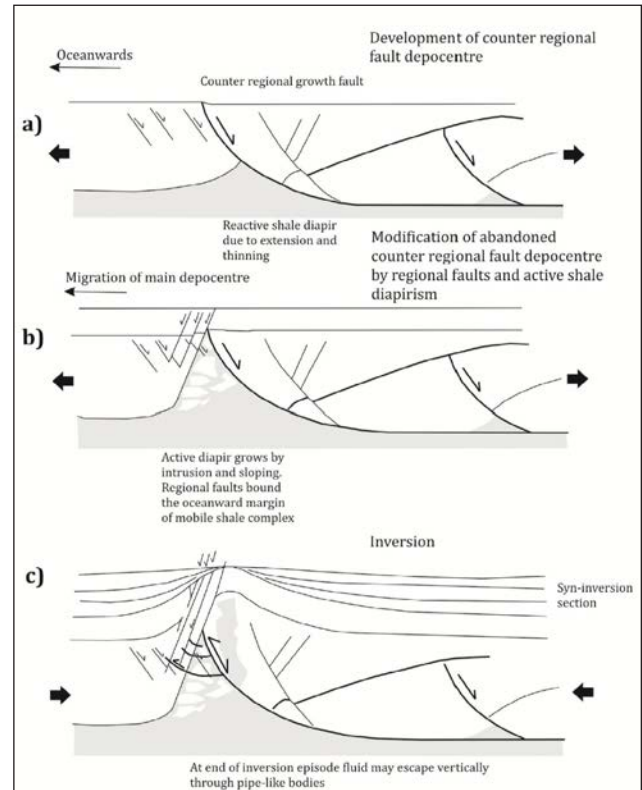 Development of counter regional
fault depocentre
Oceanwards
Counter regional growth fault
a)
Reactive shale diapir
due to extension and
thinning
Modification of abandoned
counter regional fault depocentre
by regional faults and active shale
diapirism
Migration of main depocentre
b)
Active diapir grows by
intrusion and sloping.
Regional faults bound
the oceanward margin
of mobile shale complex
Inversion
c)
Syn-inversion
section
At end of inversion episode fluid may escape vertically
through pipe-like bodies